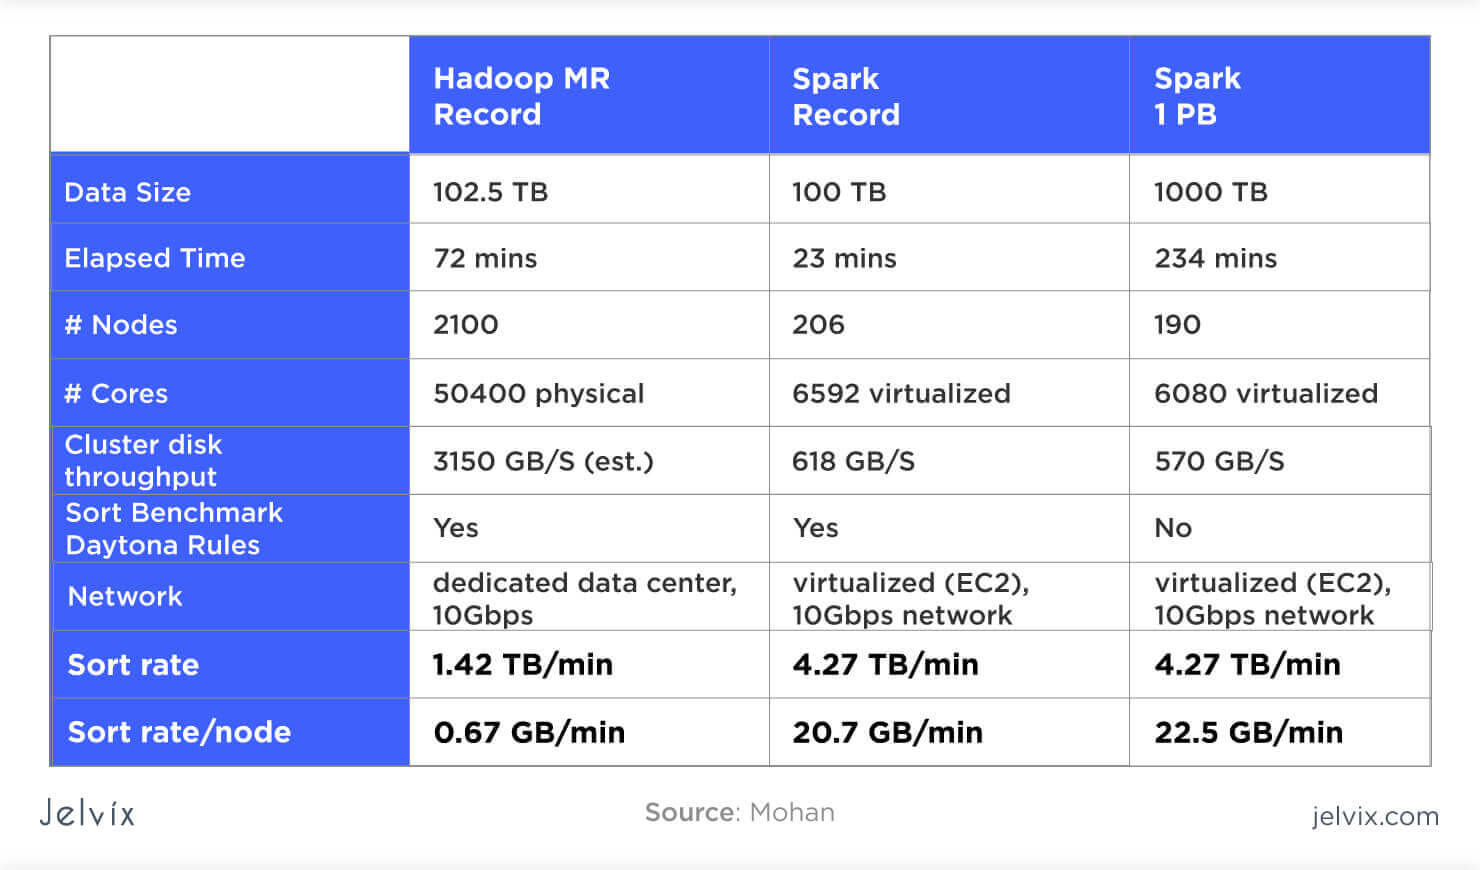 Hadoop MR Record
Spark Record
Spark 1 PB
Data Size
102.5 TB
100 TB
1000 TB
Elapsed Time
72 mins
23 mins
234 mins
# Nodes
2100
206
190
# Cores
50400 physical
6592 virtualized
6080 virtualized
Cluster disk
throughput
3150 GB/S (est.)
618 GB/S
570 GB/S
Sort Benchmark
Daytona Rules
Yes
Yes
No
Network
dedicated data center,
10Gbps
virtualized (EC2),
10Gbps network
virtualized (EC2),
10Gbps network
Sort rate
1.42 TB/min
4.27 TB/min
4.27 TB/min
Sort rate/node
0.67 GB/min
20.7 GB/min
22.5 GB/min
Jelvíx
Source: Mohan
jelvix.com